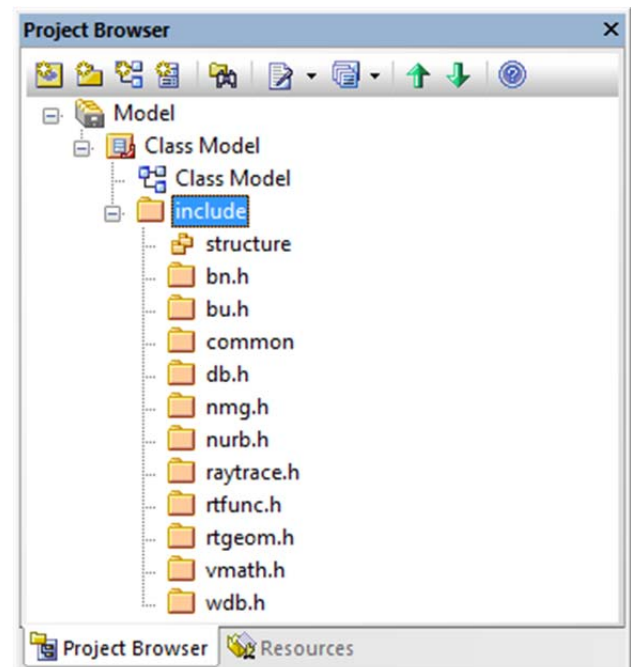 Project Browser
Model
Class Model
Class Model
include
structure
bn.h
bu.h
common
db.h
nmg.h
nurb.h
raytrace.h
rtfunc.h
rtgeom.h
vmath.h
wdb.h
Project Browser Resources